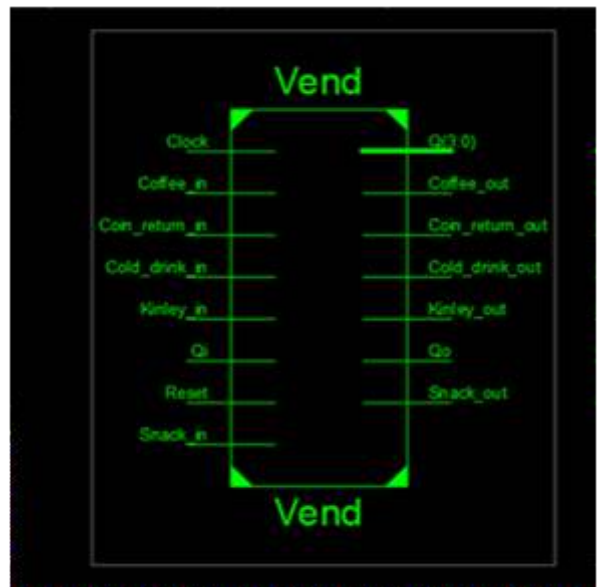 Vend
Clock Q(3:0)
Coffee_in Coffee_out
Coin_return_in Coin_return_out
Cold_drink_in Cold_drink_out
Kinley_in Kinley_out
Qi Qo
Reset Snack_out
Snack_in
Vend